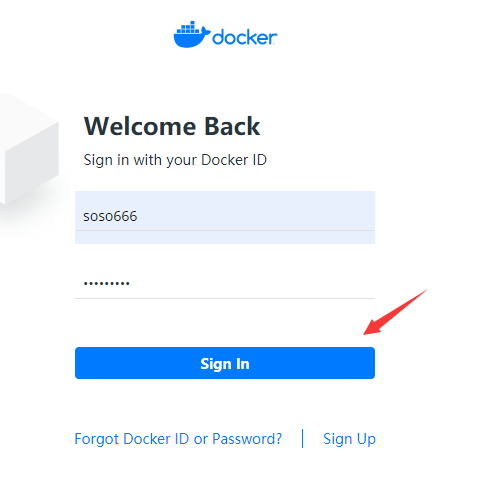 docker
Welcome Back
Sign in with your Docker ID
soso666
•••••••••
Sign In
Forgot Docker ID or Password?
Sign Up